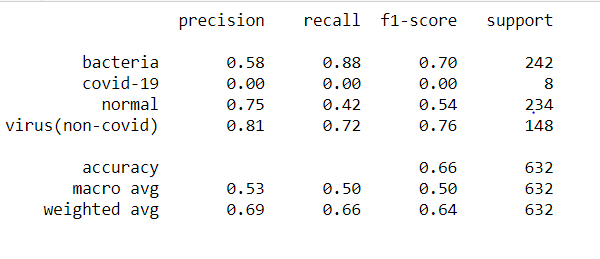 precision recall f1-score support
bacteria 0.58 0.88 0.70 242
covid-19 0.00 0.00 0.00 8
normal 0.75 0.42 0.54 234
virus(non-covid) 0.81 0.72 0.76 148
accuracy 0.66 632
macro avg 0.53 0.50 0.50 632
weighted avg 0.69 0.66 0.64 632